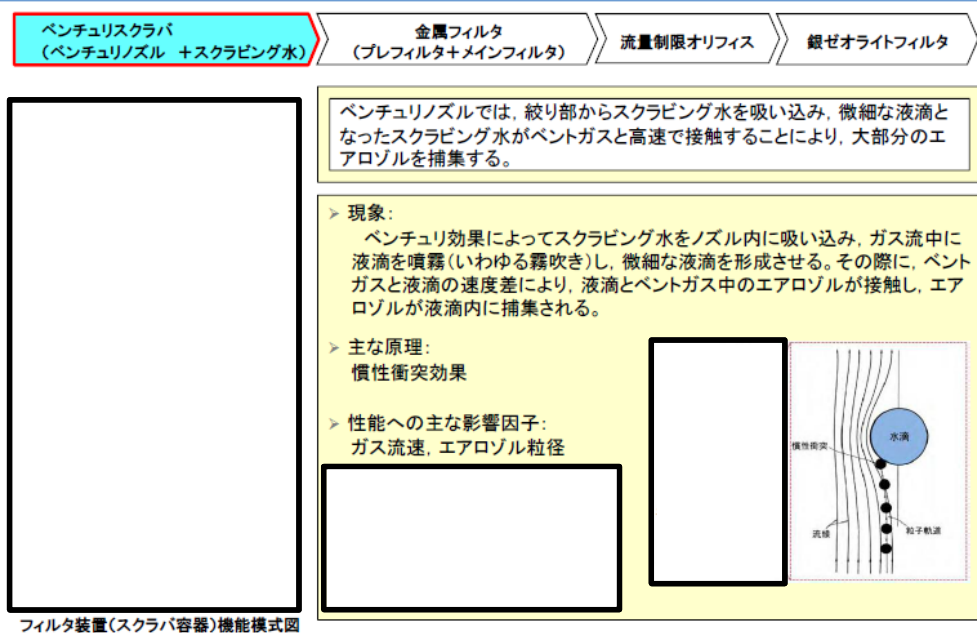 ベンチュリスクラバ
(ベンチュリノズル +スクラビング水)
金属フィルタ
(プレフィルタ+メインフィルタ)
流量制限オリフィス
銀ゼオライトフィルタ
ベンチュリノズルでは，絞り部からスクラビング水を吸い込み，微細な液滴と
なったスクラビング水がベントガスと高速で接触することにより，大部分のエ
アロゾルを捕集する。
➢ 現象：
ベンチュリ効果によってスクラビング水をノズル内に吸い込み，ガス流中に
液滴を噴霧(いわゆる霧吹き)し，微細な液滴を形成させる。その際に，ベント
ガスと液滴の速度差により，液滴とベントガス中のエアロゾルが接触し，エア
ロゾルが液滴内に捕集される。
➢ 主な原理：
慣性衝突効果
➢ 性能への主な影響因子：
ガス流速，エアロゾル粒径
水滴
慣性衝突
流線
粒子軌道
フィルタ装置(スクラバ容器)機能模式図